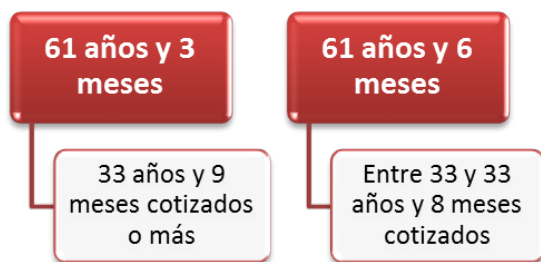 61 años y 3
meses
33 años y 9
meses cotizados
o más
61 años y 6
meses
Entre 33 y 33
años y 8 meses
cotizados